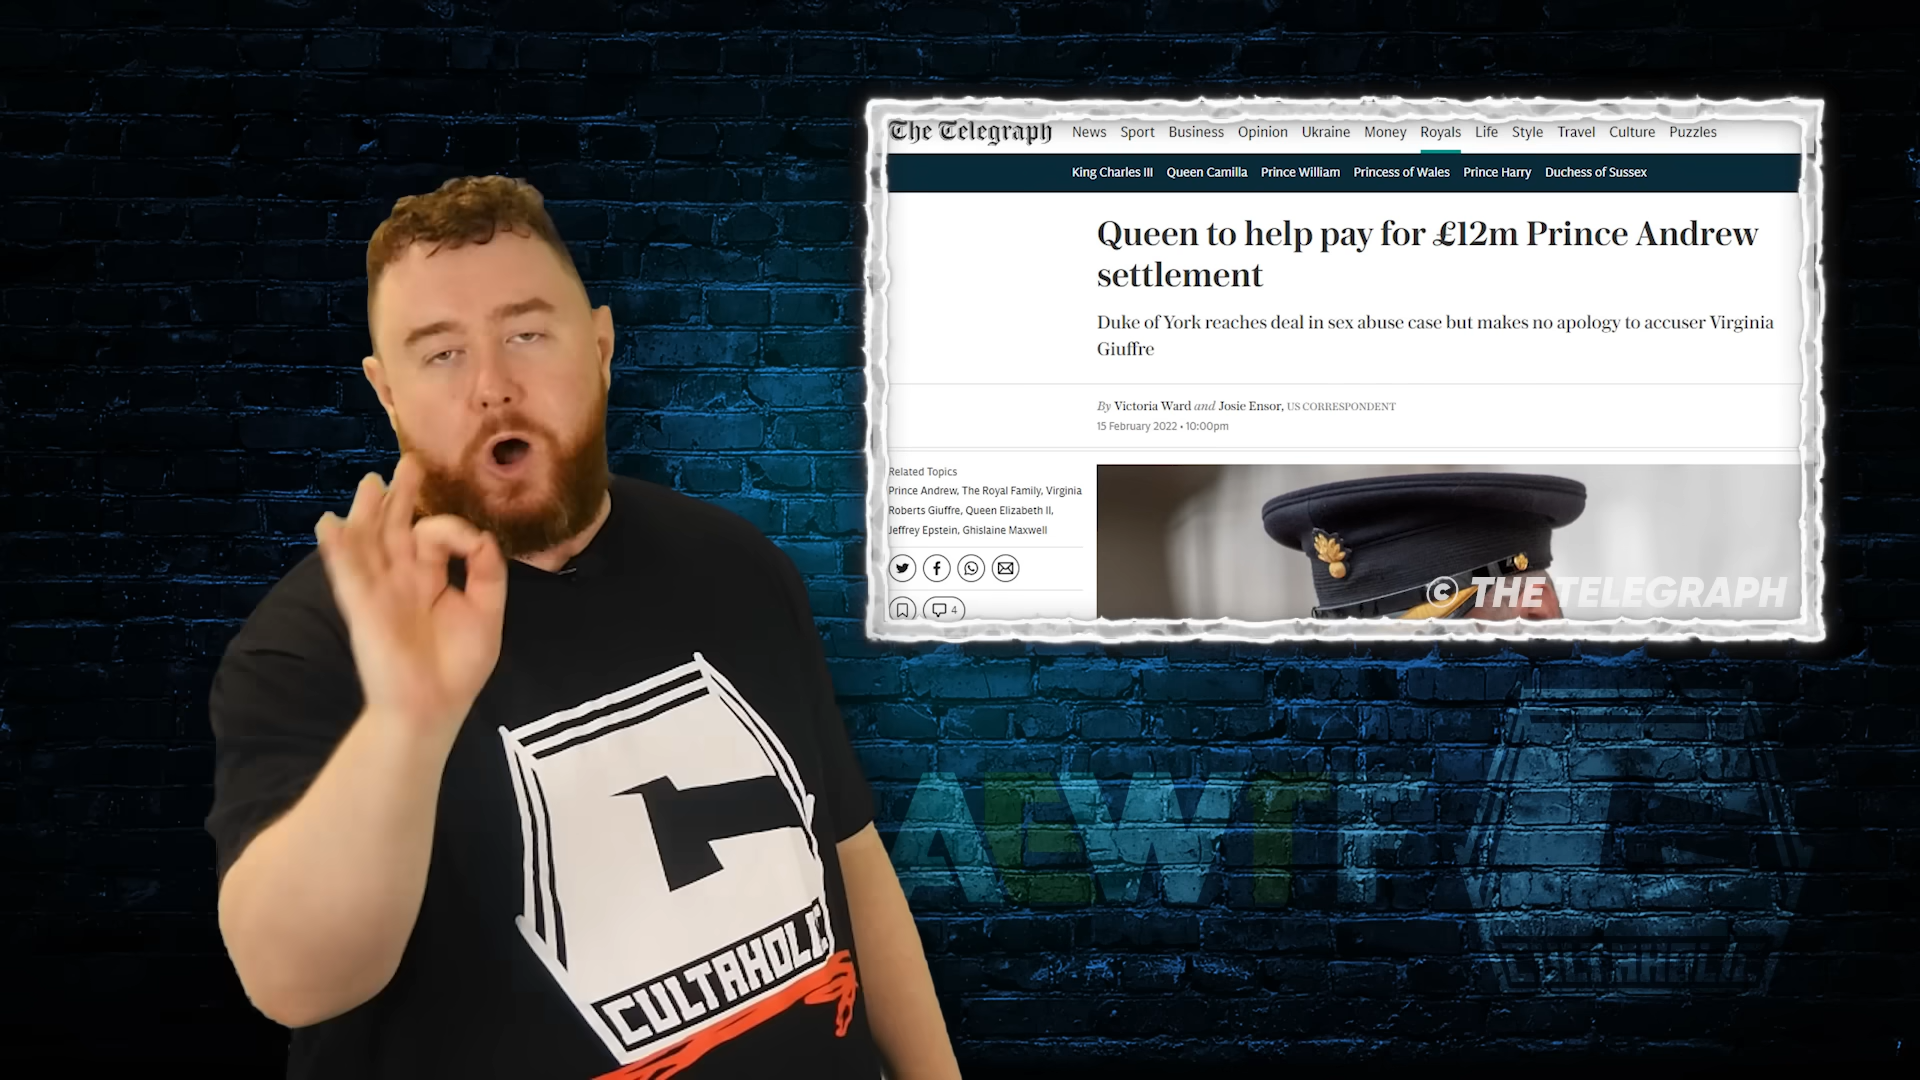 The Telegraph
News Sport Business Opinion Ukraine Money Royals Life Style Travel Culture Puzzles
King Charles III Queen Camilla Prince William Princess of Wales Prince Harry Duchess of Sussex
Queen to help pay for £12m Prince Andrew
settlement
Duke of York reaches deal in sex abuse case but makes no apology to accuser Virginia
Giuffre
By Victoria Ward and Josie Ensor, US CORRESPONDENT
15 February 2022 • 10:00pm
Related Topics
Prince Andrew, The Royal Family, Virginia
Roberts Giuffre, Queen Elizabeth II,
Jeffrey Epstein, Ghislaine Maxwell
4
© THE TELEGRAPH
CULTAHOLIC
AEWTF
CULTAHOLIC